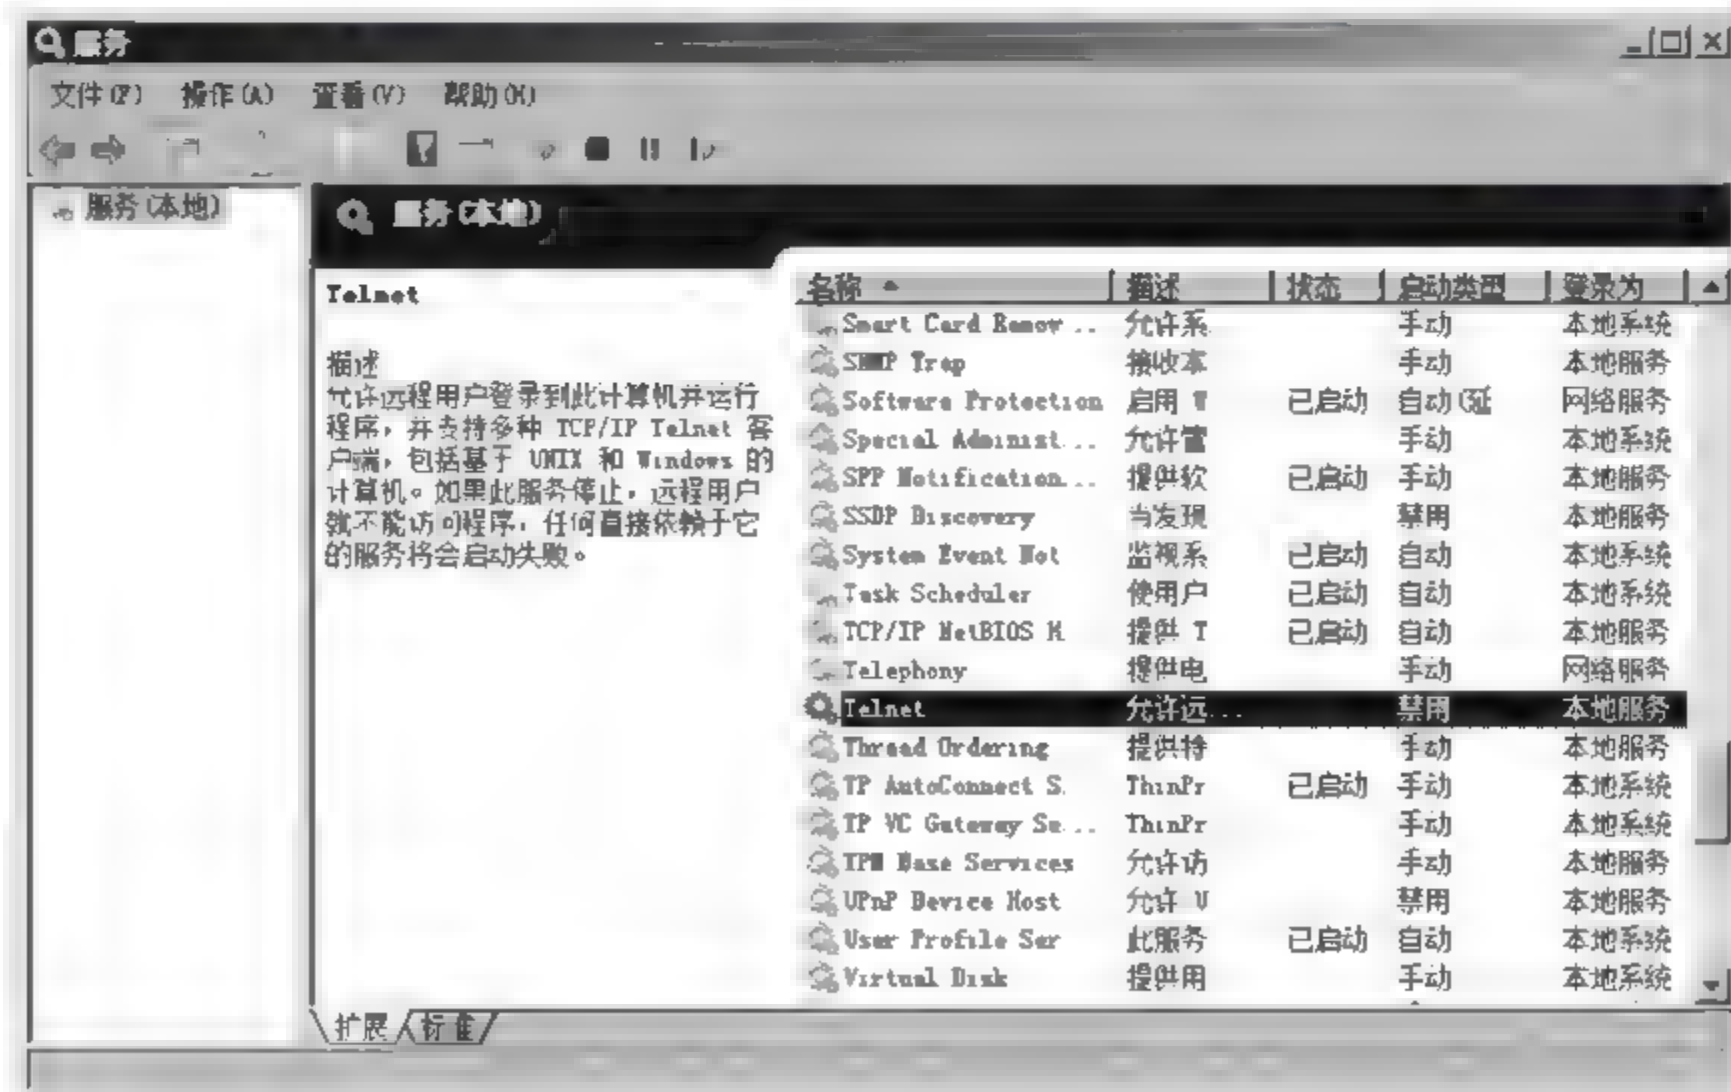 服务
文件(F) 操作(A) 查看(V) 帮助(H)
服务(本地)
服务(本地)
Telnet
描述
允许远程用户登录到此计算机并运行
程序,并支持多种 TCP/IP Telnet 客
户端,包括基于 UNIX 和 Windows 的
计算机。如果此服务停止,远程用户
就不能访问程序,任何直接依赖于它
的服务将会启动失败。
名称 描述 状态 启动类型 登录为
Smart Card Remov... 允许系 手动 本地系统
SNMP Trap 接收本 手动 本地服务
Software Protection 启用 W 已启动 自动(延 网络服务
Special Administ... 允许管 手动 本地系统
SPP Notification... 提供软 已启动 手动 本地服务
SSDP Discovery 当发现 禁用 本地服务
System Event Not 监视系 已启动 自动 本地系统
Task Scheduler 使用户 已启动 自动 本地系统
TCP/IP NetBIOS H 提供 T 已启动 自动 本地服务
Telephony 提供电 手动 网络服务
Telnet 允许远... 禁用 本地服务
Thread Ordering 提供特 手动 本地服务
TP AutoConnect S. ThinPr 已启动 手动 本地系统
TP VC Gateway Se... ThinPr 手动 本地系统
TPM Base Services 允许访 手动 本地服务
UPnP Device Host 允许 U 禁用 本地服务
User Profile Ser 此服务 已启动 自动 本地系统
Virtual Disk 提供用 手动 本地系统
扩展 标准